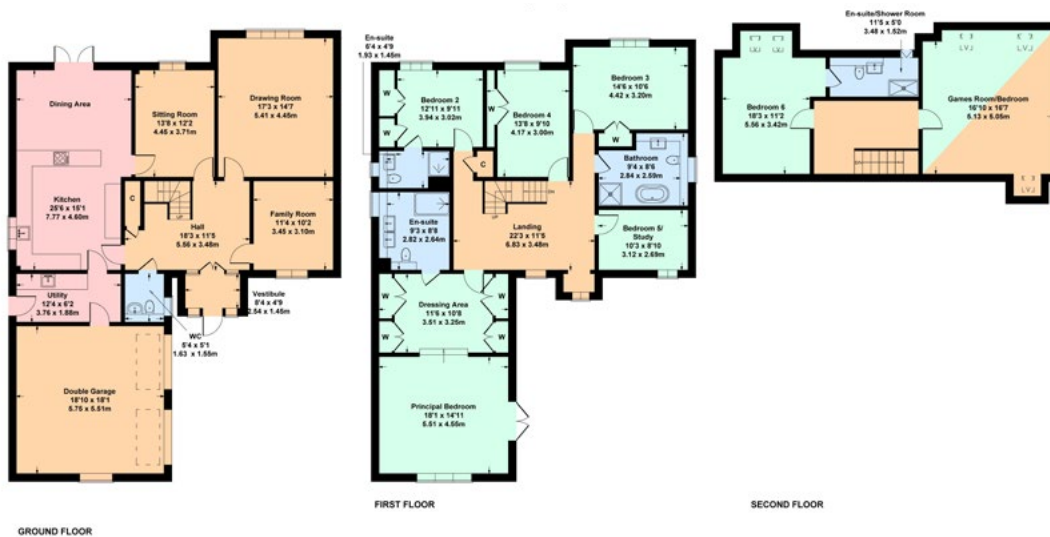 Dining Area
Kitchen
25'6 x 15'1
7.77 x 4.60m
Sitting Room
13'8 x 12'2
4.45 x 3.71m
Drawing Room
17'3 x 14'7
5.41 x 4.45m
C
UP
Hall
18'3 x 11'5
5.56 x 3.48m
Family Room
11'4 x 10'2
3.45 x 3.10m
Utility
12'4 x 6'2
3.76 x 1.88m
Vestibule
8'4 x 4'9
2.54 x 1.45m
WC
5'4 x 5'1
1.63 x 1.55m
Double Garage
18'10 x 18'1
5.75 x 5.51m
GROUND FLOOR
En-suite
6'4 x 4'9
1.93 x 1.45m
W
Bedroom 2
12'11 x 9'11
3.94 x 3.02m
W
W
Bedroom 4
13'8 x 9'10
4.17 x 3.00m
Bedroom 3
14'6 x 10'6
4.42 x 3.20m
W
C
Bathroom
9'4 x 8'6
2.84 x 2.59m
En-suite
9'3 x 8'8
2.82 x 2.64m
Landing
22'3 x 11'5
6.83 x 3.48m
Bedroom 5/
Study
10'3 x 8'10
3.12 x 2.69m
W
W
Dressing Area
11'6 x 10'8
3.51 x 3.25m
W
W
Principal Bedroom
18'1 x 14'11
5.51 x 4.55m
FIRST FLOOR
En-suite/Shower Room
11'5 x 5'0
3.48 x 1.52m
Bedroom 6
18'3 x 11'2
5.56 x 3.42m
Games Room/Bedroom
16'10 x 16'7
5.13 x 5.05m
SECOND FLOOR